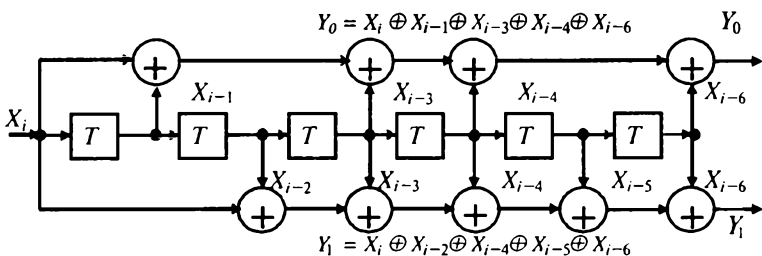 Y₀ = Xᵢ ⊕ Xᵢ₋₁ ⊕ Xᵢ₋₃ ⊕ Xᵢ₋₄ ⊕ Xᵢ₋₆ Y₀
+ + + +
Xᵢ Xᵢ₋₁ Xᵢ₋₃ Xᵢ₋₄ Xᵢ₋₆
T T T T T T
Xᵢ₋₂ Xᵢ₋₃ Xᵢ₋₄ Xᵢ₋₅ Xᵢ₋₆
+ + + + +
Y₁ = Xᵢ ⊕ Xᵢ₋₂ ⊕ Xᵢ₋₄ ⊕ Xᵢ₋₅ ⊕ Xᵢ₋₆ Y₁